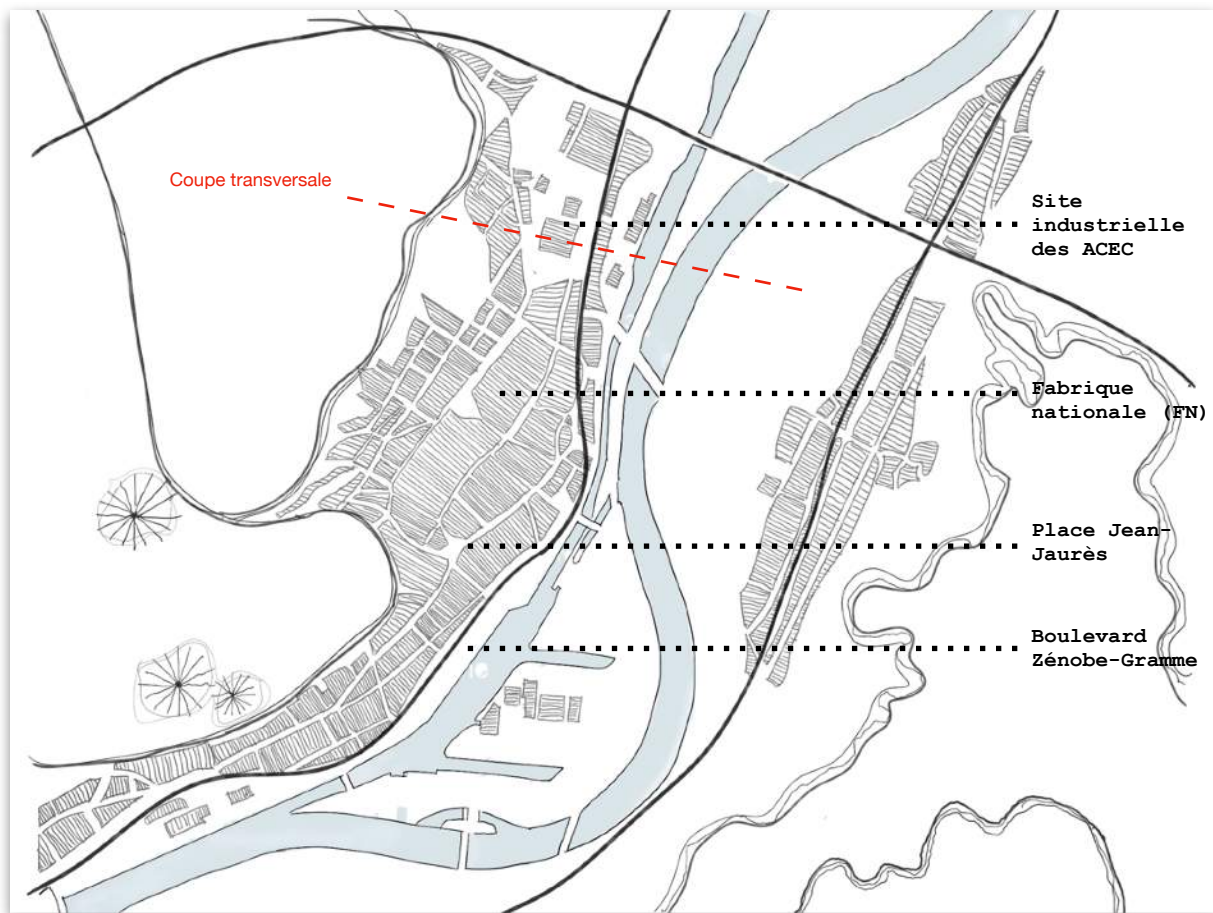 Coupe transversale
Site
industrielle
des ACEC
Fabrique
nationale (FN)
Place Jean-
Jaurès
Boulevard
Zénobe-Gramme